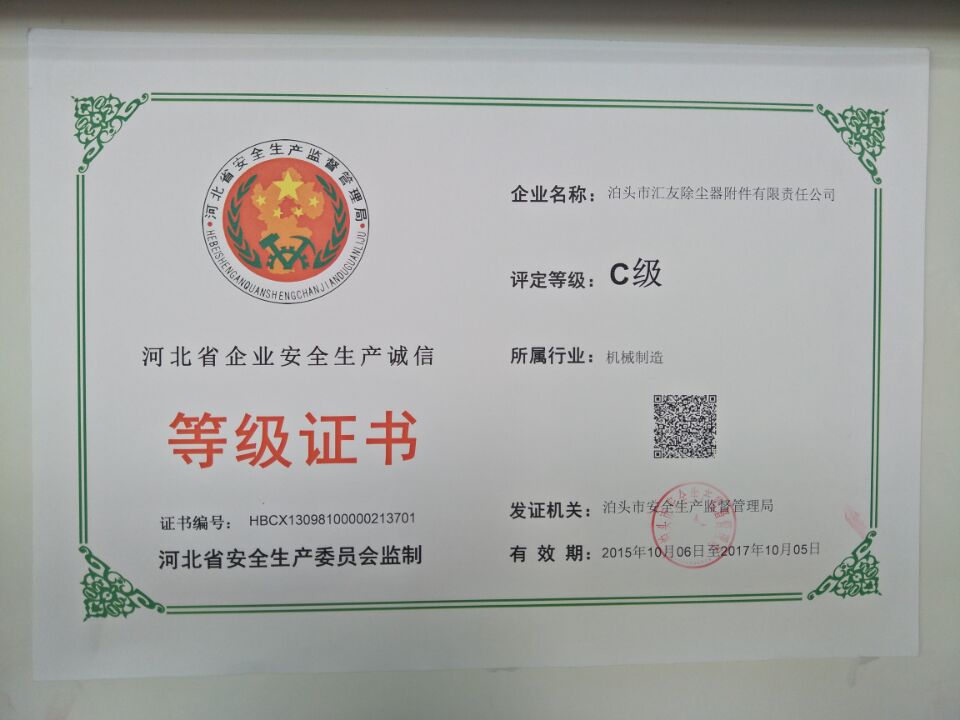 河北省安全生产监督管理局
HEBEISHENGANQUANSHENGCHANJIANDUGUANLIJU
河北省企业安全生产诚信
等级证书
证书编号： HBCX13098100000213701
河北省安全生产委员会监制
企业名称：泊头市汇友除尘器附件有限责任公司
评定等级：C级
所属行业：机械制造
发证机关：泊头市安全生产监督管理局
有 效 期：2015年10月06日至2017年10月05日